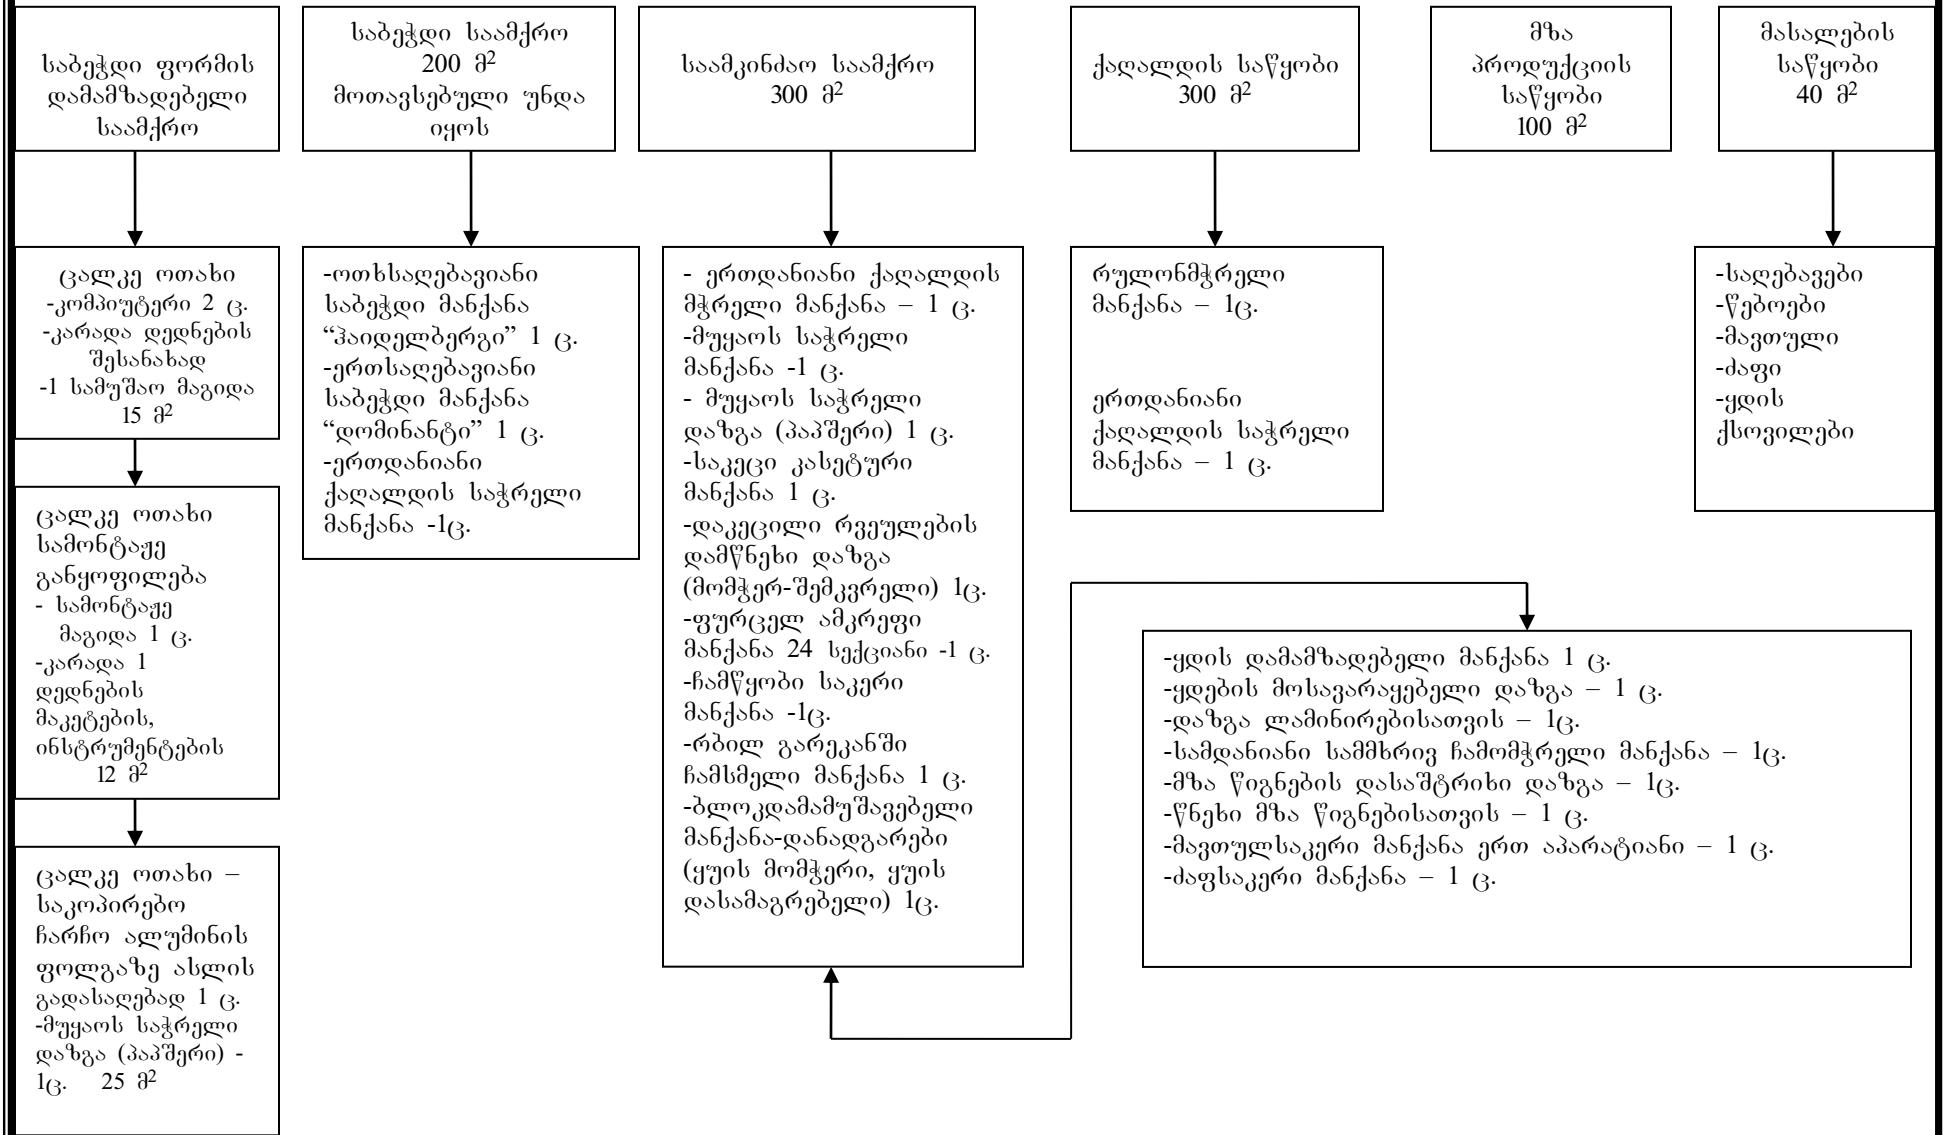 საბეჭდი ფორმის
დამამზადებელი
საამქრო
საბეჭდი საამქრო
200 მ²
მოთავსებული უნდა
იყოს
საამკინძაო საამქრო
300 მ²
ქაღალდის საწყობი
300 მ²
მზა
პროდუქციის
საწყობი
100 მ²
მასალების
საწყობი
40 მ²
ცალკე ოთახი
-კომპიუტერი 2 ც.
-კარადა დედნების
შესანახად
-1 სამუშაო მაგიდა
15 მ²
ცალკე ოთახი
სამონტაჟე
განყოფილება
- სამონტაჟე
მაგიდა 1 ც.
-კარადა 1
დედნების
მაკეტების,
ინსტრუმენტების
12 მ²
ცალკე ოთახი –
საკოპირებო
ჩარჩო ალუმინის
ფოლგაზე ასლის
გადასაღებად 1 ც.
-მუყაოს საჭრელი
დაზგა (პაპშერი) -
1ც. 25 მ²
-ოთხსაღებავიანი
საბეჭდი მანქანა
“ჰაიდელბერგი” 1 ც.
-ერთსაღებავიანი
საბეჭდი მანქანა
“დომინანტი” 1 ც.
-ერთდანიანი
ქაღალდის საჭრელი
მანქანა -1ც.
- ერთდანიანი ქაღალდის
მჭრელი მანქანა – 1 ც.
-მუყაოს საჭრელი
მანქანა -1 ც.
- მუყაოს საჭრელი
დაზგა (პაპშერი) 1 ც.
-საკეცი კასეტური
მანქანა 1 ც.
-დაკეცილი რვეულების
დამწნეხი დაზგა
(მომჭერ-შემკვრელი) 1ც.
-ფურცელ ამკრეფი
მანქანა 24 სექციანი -1 ც.
-ჩამწყობი საკერი
მანქანა -1ც.
-რბილ გარეკანში
ჩამსმელი მანქანა 1 ც.
-ბლოკდამამუშავებელი
მანქანა-დანადგარები
(ყუის მომჭერი, ყუის
დასამაგრებელი) 1ც.
რულონმჭრელი
მანქანა – 1ც.
ერთდანიანი
ქაღალდის საჭრელი
მანქანა – 1 ც.
-საღებავები
-წებოები
-მავთული
-ძაფი
-ყდის
ქსოვილები
-ყდის დამამზადებელი მანქანა 1 ც.
-ყდების მოსავარაყებელი დაზგა – 1 ც.
-დაზგა ლამინირებისათვის – 1ც.
-სამდანიანი სამმხრივ ჩამომჭრელი მანქანა – 1ც.
-მზა წიგნების დასაშტრიხი დაზგა – 1ც.
-წნეხი მზა წიგნებისათვის – 1 ც.
-მავთულსაკერი მანქანა ერთ აპარატიანი – 1 ც.
-ძაფსაკერი მანქანა – 1 ც.